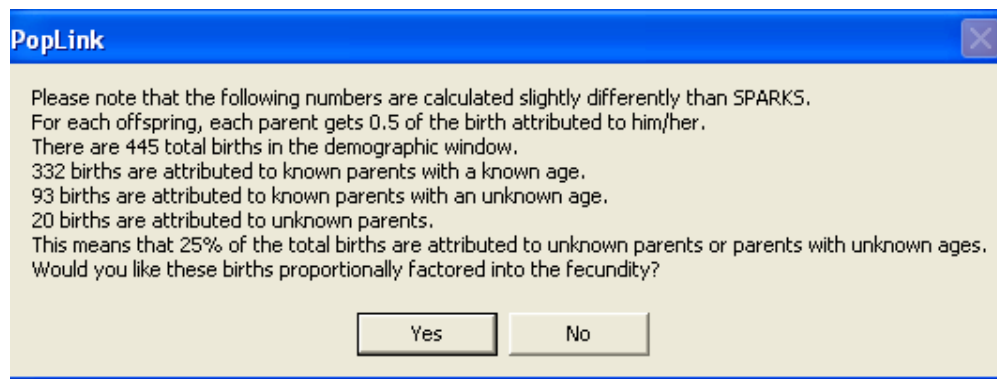 PopLink
Please note that the following numbers are calculated slightly differently than SPARKS.
For each offspring, each parent gets 0.5 of the birth attributed to him/her.
There are 445 total births in the demographic window.
332 births are attributed to known parents with a known age.
93 births are attributed to known parents with an unknown age.
20 births are attributed to unknown parents.
This means that 25% of the total births are attributed to unknown parents or parents with unknown ages.
Would you like these births proportionally factored into the fecundity?
Yes No